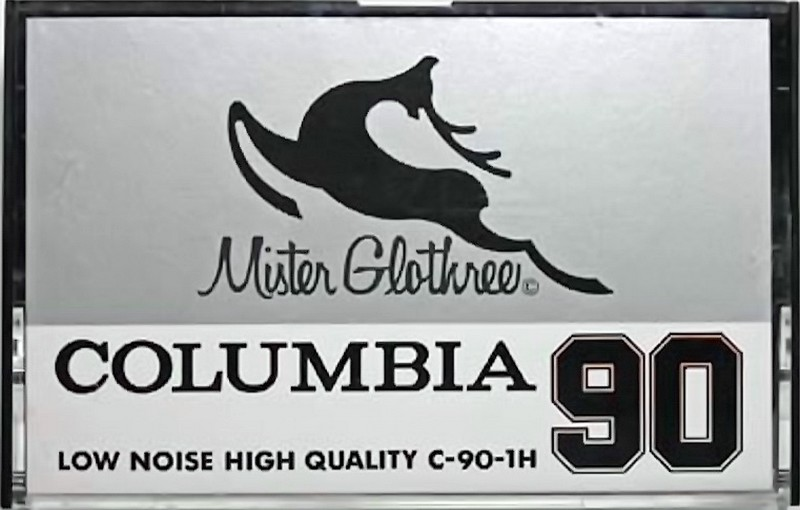 Mister Glothree ©
COLUMBIA 90
LOW NOISE HIGH QUALITY C-90-1H